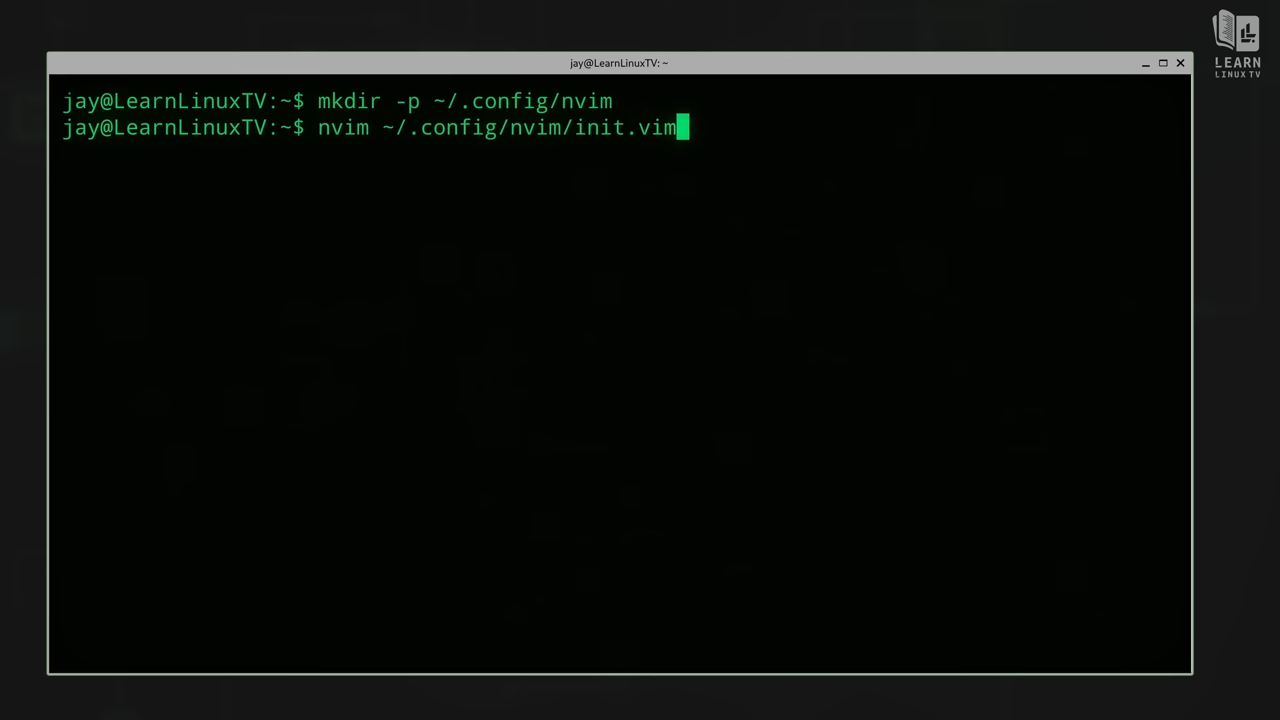 LEARN
LINUX TV
jay@LearnLinuxTV: ~
jay@LearnLinuxTV:~$ mkdir -p ~/.config/nvim
jay@LearnLinuxTV:~$ nvim ~/.config/nvim/init.vim